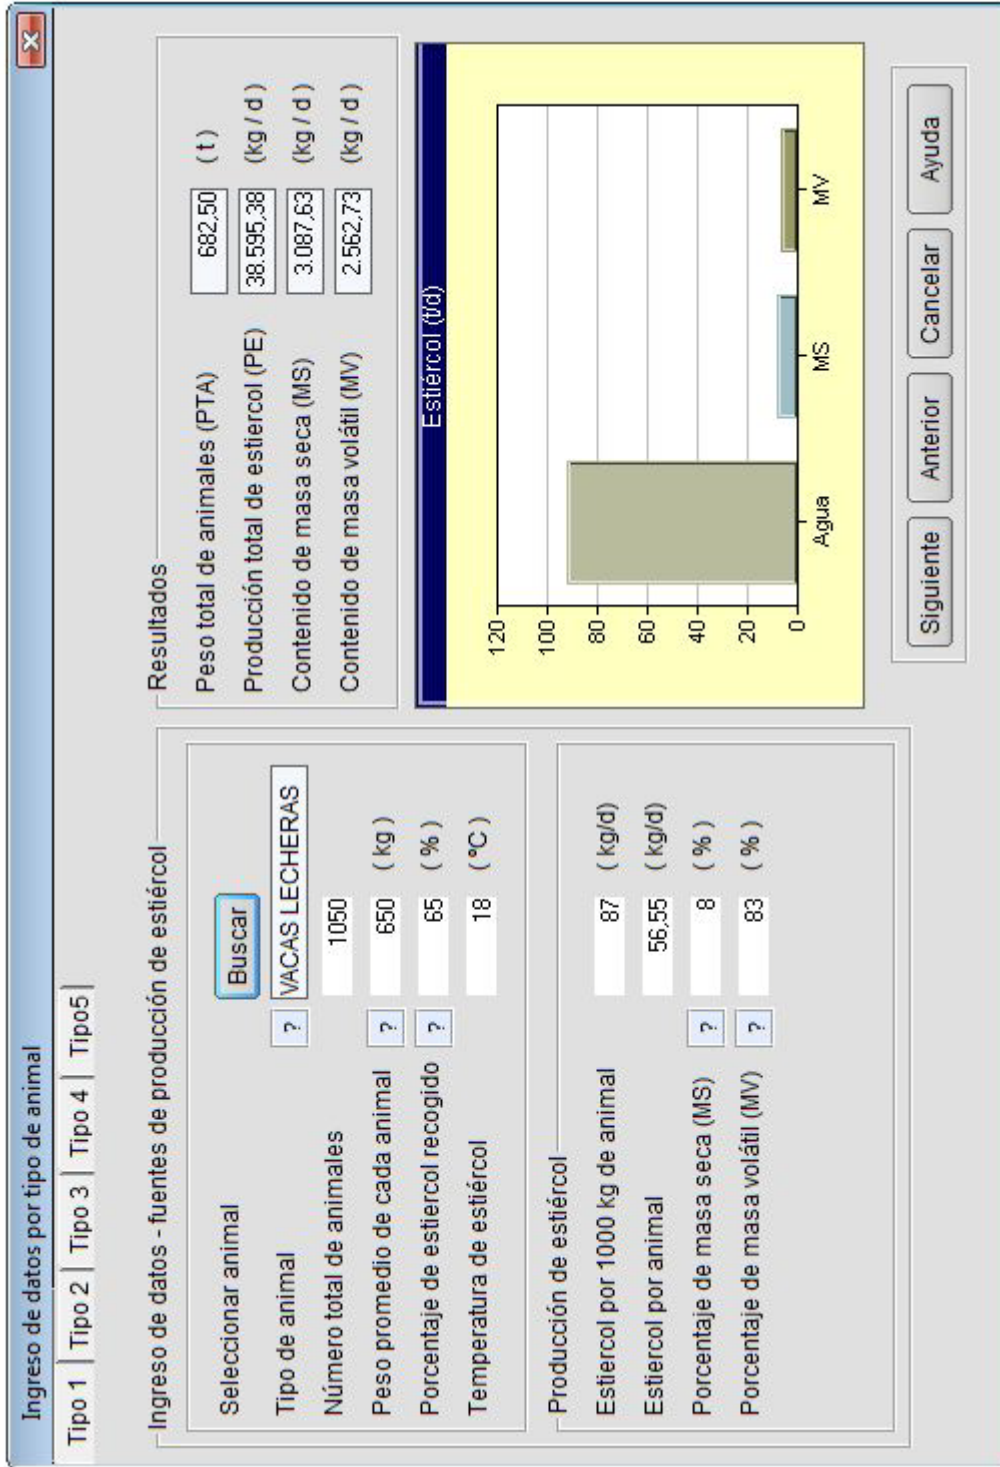 Ingreso de datos por tipo de animal
Tipo 1 Tipo 2 Tipo 3 Tipo 4 Tipo5
Ingreso de datos - fuentes de producción de estiércol
Seleccionar animal Buscar
Tipo de animal ? VACAS LECHERAS
Número total de animales 1050
Peso promedio de cada animal ? 650 ( kg )
Porcentaje de estiercol recogido ? 65 ( % )
Temperatura de estiércol 18 ( ºC )
Producción de estiércol
Estiercol por 1000 kg de animal 87 ( kg/d)
Estiercol por animal 56,55 ( kg/d)
Porcentaje de masa seca (MS) ? 8 ( % )
Porcentaje de masa volátil (MV) ? 83 ( % )
Resultados
Peso total de animales (PTA) 682,50 ( t )
Producción total de estiercol (PE) 38.595,38 (kg / d )
Contenido de masa seca (MS) 3.087,63 (kg / d )
Contenido de masa volátil (MV) 2.562,73 (kg / d )
Estiércol (t/d)
120
100
80
60
40
20
0
Agua MS MV
Siguiente Anterior Cancelar Ayuda